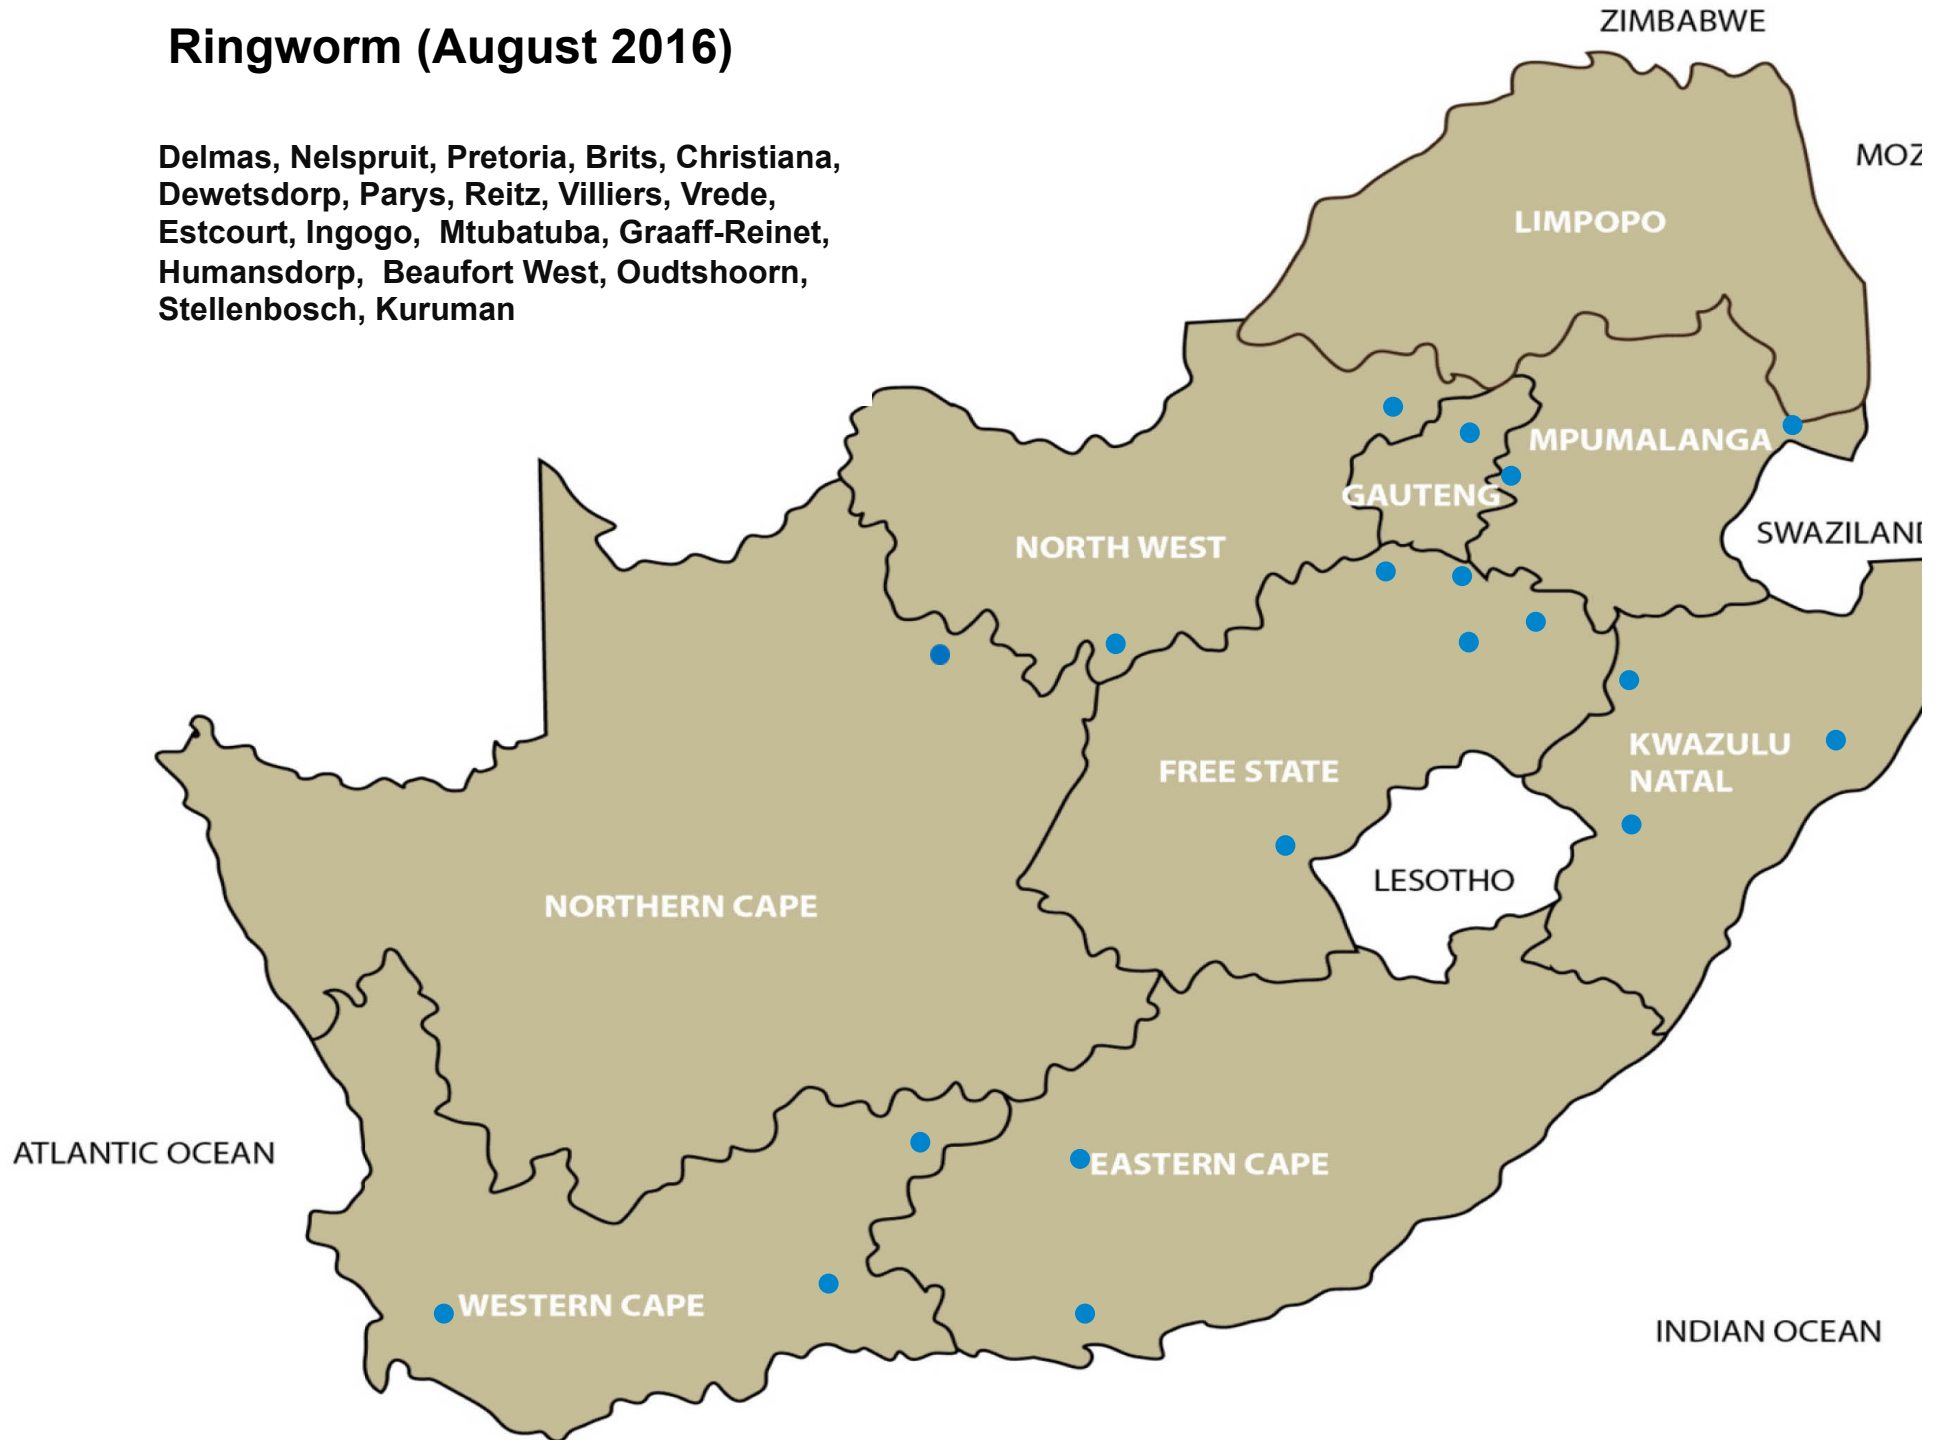 Ringworm (August 2016)
Delmas, Nelspruit, Pretoria, Brits, Christiana,
Dewetsdorp, Parys, Reitz, Villiers, Vrede,
Estcourt, Ingogo,  Mtubatuba, Graaff-Reinet,
Humansdorp,  Beaufort West, Oudtshoorn,
Stellenbosch, Kuruman
ZIMBABWE
MOZ
LIMPOPO
MPUMALANGA
GAUTENG
SWAZILAND
NORTH WEST
KWAZULU
NATAL
FREE STATE
LESOTHO
NORTHERN CAPE
ATLANTIC OCEAN
EASTERN CAPE
WESTERN CAPE
INDIAN OCEAN